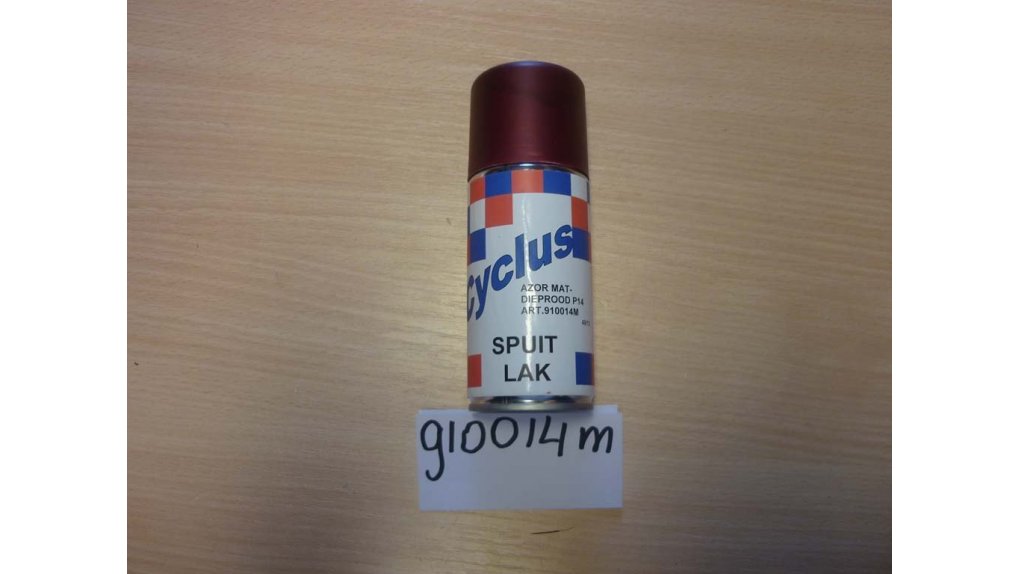 Cyclus
AZOR MAT-
DIEPROOD P14
ART.910014M
SPUIT
LAK
910014m